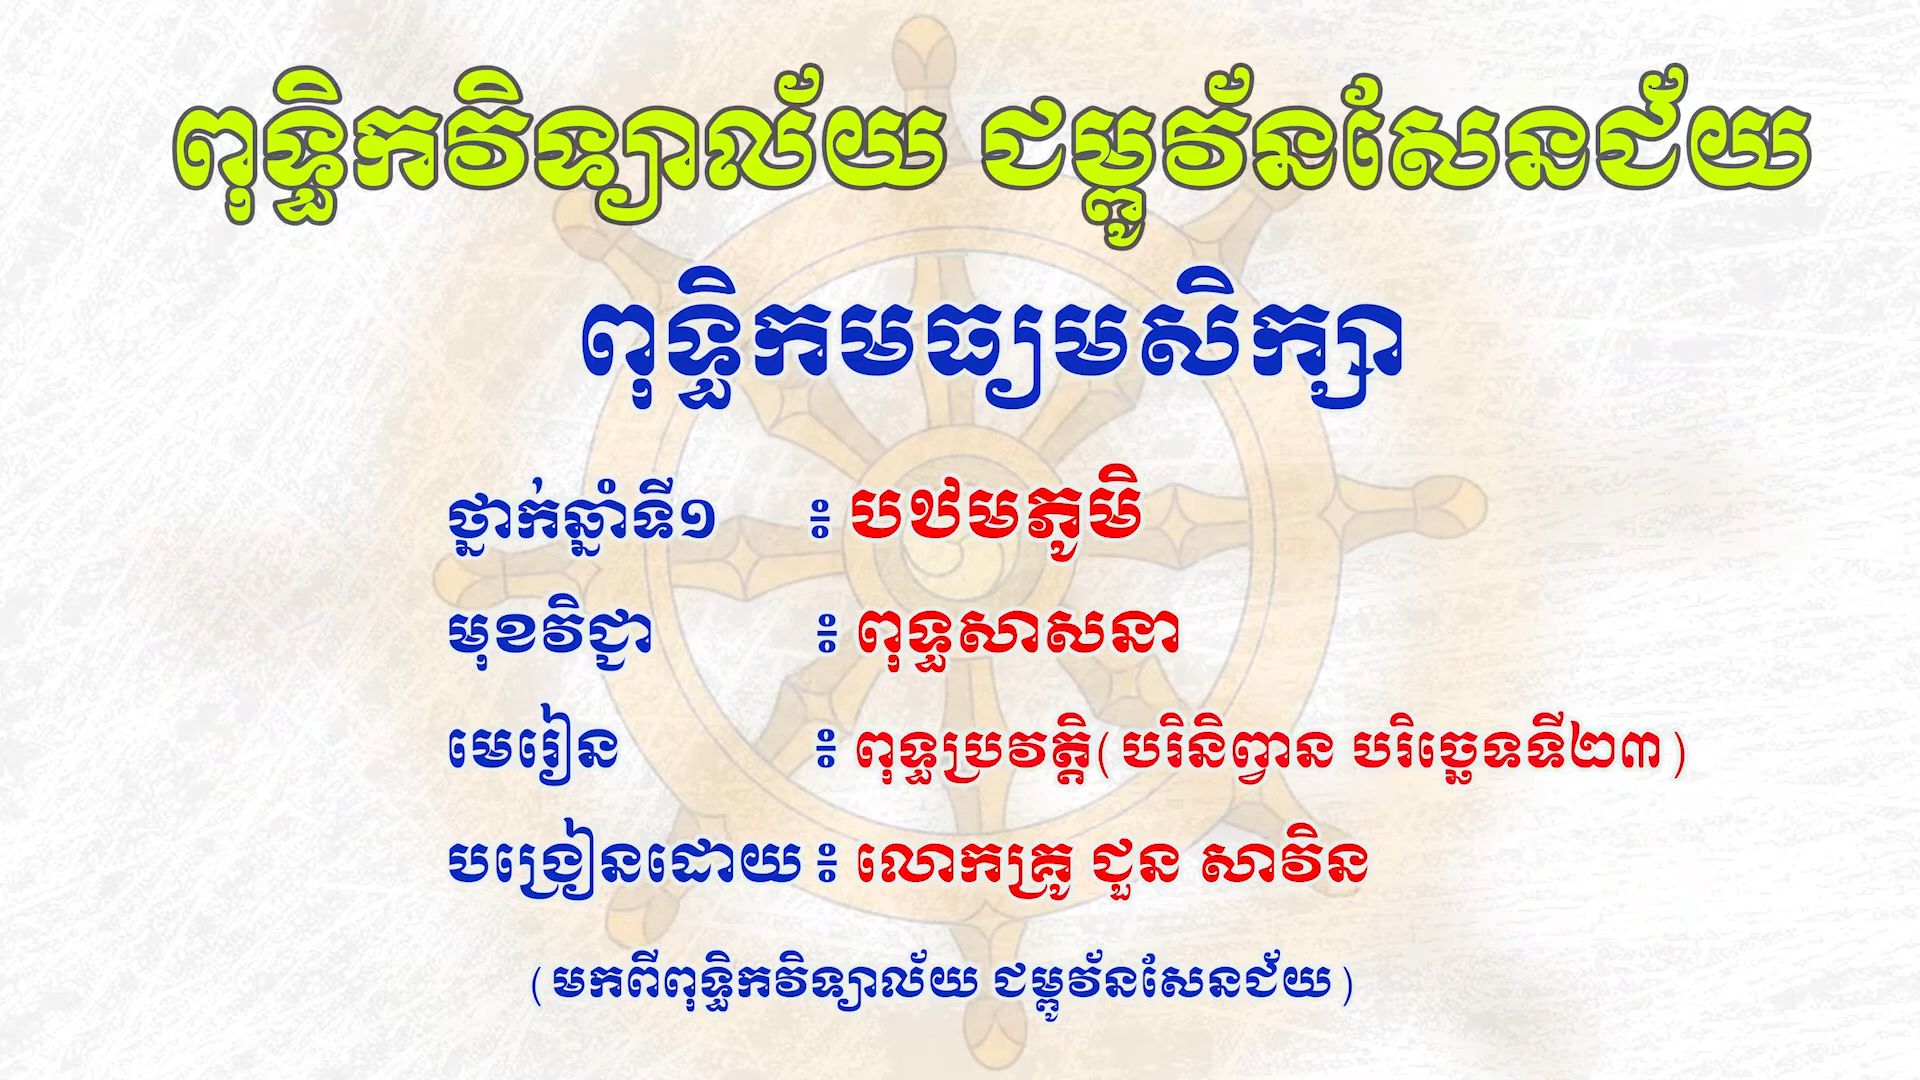 ពុទ្ធិកវិទ្យាល័យ ជម្ពូវ័នសែនជ័យ
ពុទ្ធិកមធ្យមសិក្សា
ថ្នាក់ឆ្នាំទី១ ៖ បឋមភូមិ
មុខវិជ្ជា ៖ ពុទ្ធសាសនា
មេរៀន ៖ ពុទ្ធប្រវត្តិ(បរិនិព្វាន បរិច្ឆេទទី២៣)
បង្រៀនដោយ ៖ លោកគ្រូ ជួន សាវិន
(មកពីពុទ្ធិកវិទ្យាល័យ ជម្ពូវ័នសែនជ័យ)